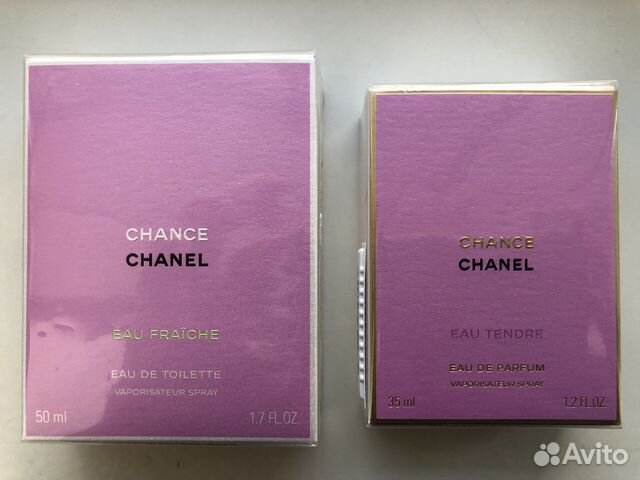 CHANCE
CHANEL
EAU FRAÎCHE
EAU DE TOILETTE
VAPORISATEUR SPRAY
50 ml 1.7 FL.OZ.
CHANCE
CHANEL
EAU TENDRE
EAU DE PARFUM
VAPORISATEUR SPRAY
35 ml 1.2 FL.OZ.
Avito